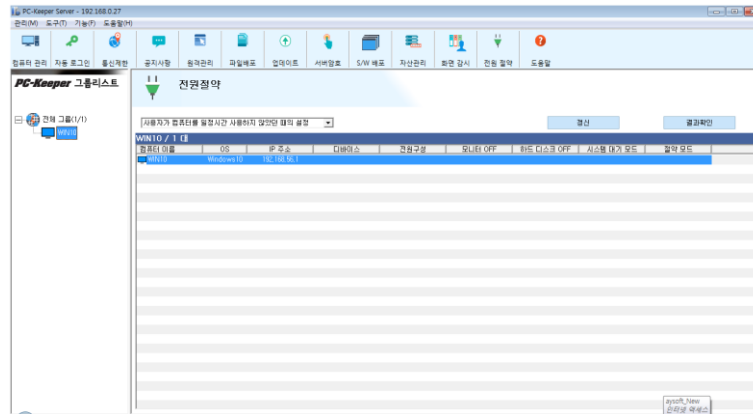 PC-Keeper Server - 192.168.0.27
관리(M) 도구(T) 기능(F) 도움말(H)
컴퓨터 관리 자동 로그인 통신제한 공지사항 원격관리 파일배포 업데이트 서버암호 S/W 배포 자산관리 화면 감시 전원 절약 도움말
PC-Keeper 그룹리스트
전원절약
전체 그룹(1/1)
WIN10
사용자가 컴퓨터를 일정시간 사용하지 않았던 때의 설정
갱신 결과확인
WIN10 / 1 대
컴퓨터 이름 OS IP 주소 디바이스 전원구성 모니터 OFF 하드 디스크 OFF 시스템 대기 모드 절약 모드
WIN10 Windows10 192.168.56.1
aysoft_New
인터넷 액세스